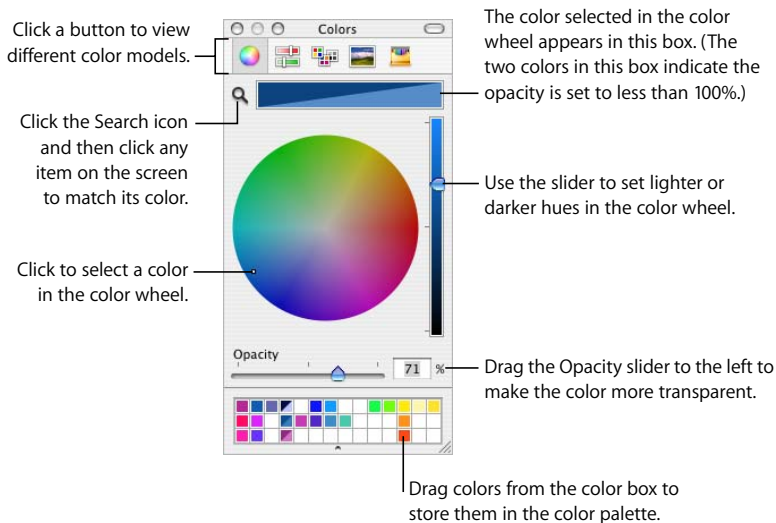 Click a button to view
different color models.
Colors
The color selected in the color
wheel appears in this box. (The
two colors in this box indicate the
opacity is set to less than 100%.)
Click the Search icon
and then click any
item on the screen
to match its color.
Use the slider to set lighter or
darker hues in the color wheel.
Click to select a color
in the color wheel.
Opacity
71 %
Drag the Opacity slider to the left to
make the color more transparent.
Drag colors from the color box to
store them in the color palette.